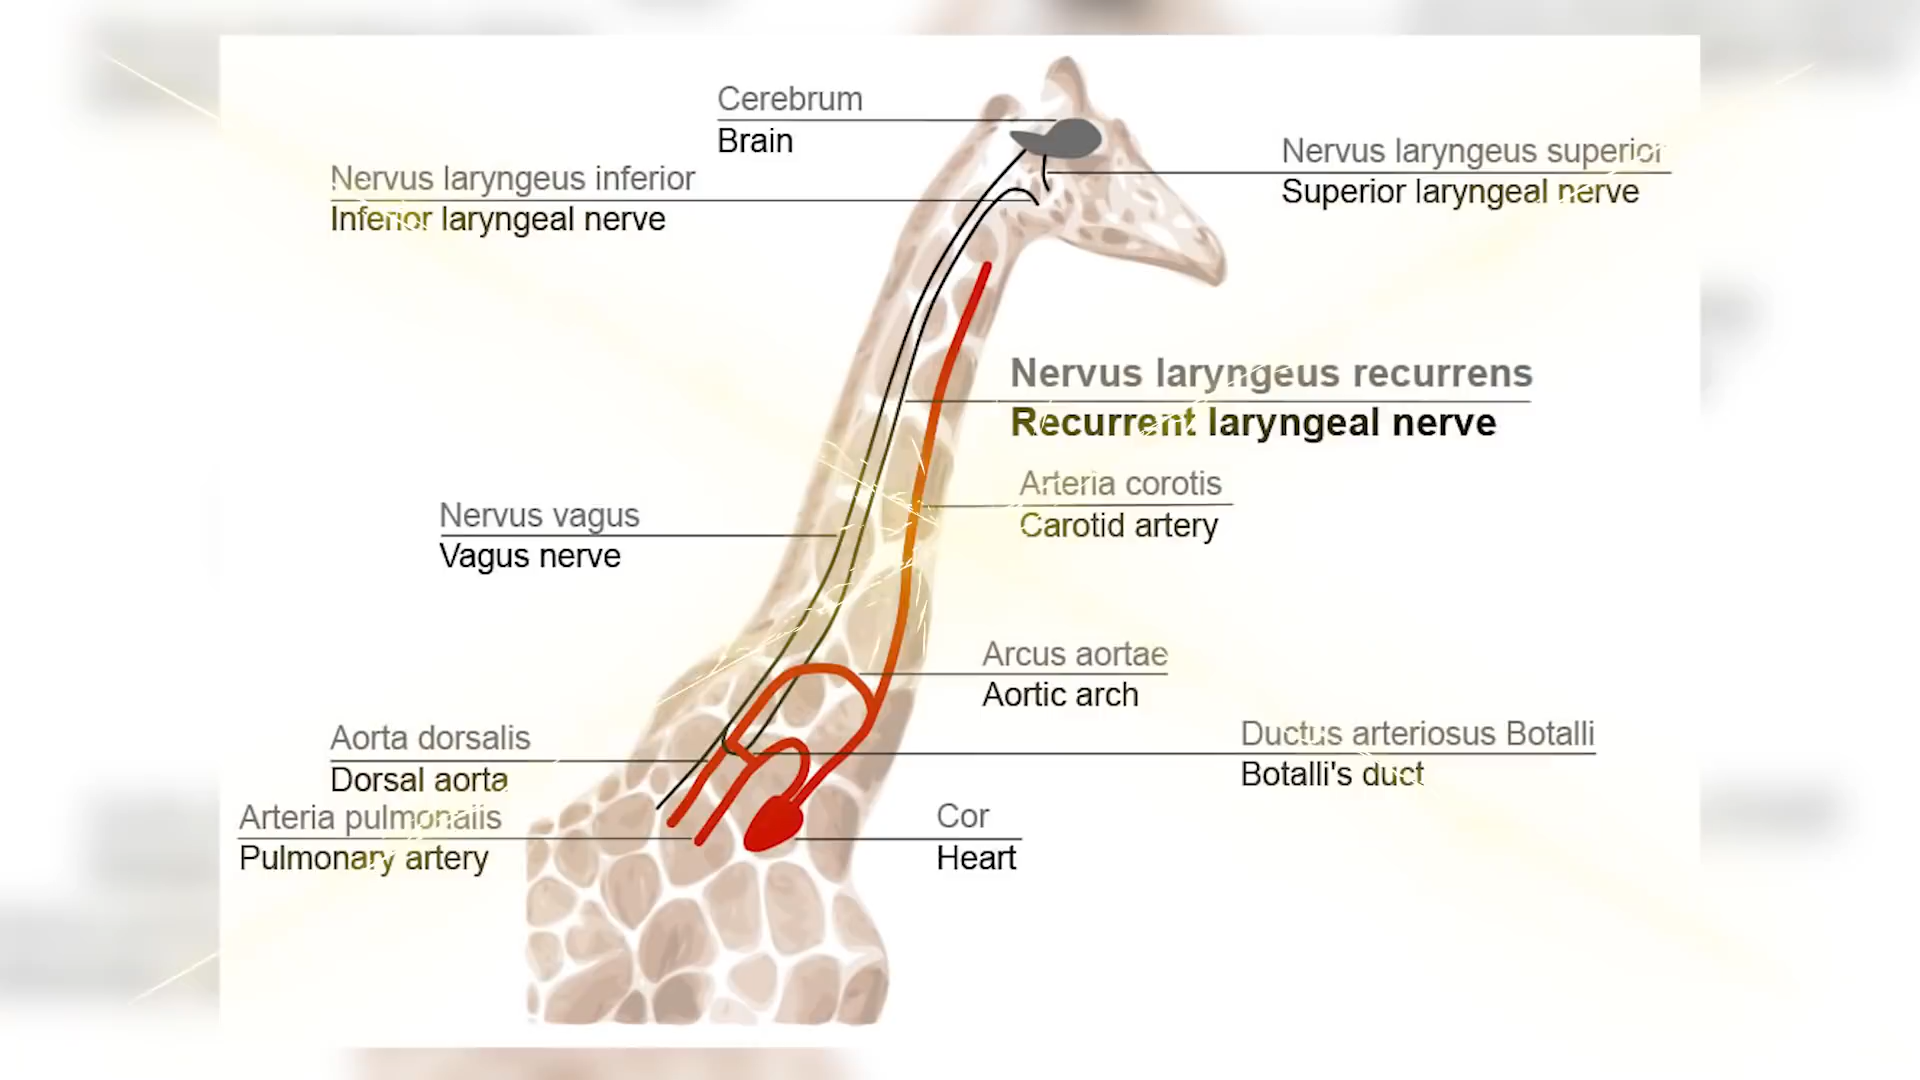 Cerebrum
Brain
Nervus laryngeus superior
Superior laryngeal nerve
Nervus laryngeus inferior
Inferior laryngeal nerve
Nervus laryngeus recurrens
Recurrent laryngeal nerve
Arteria corotis
Carotid artery
Nervus vagus
Vagus nerve
Arcus aortae
Aortic arch
Ductus arteriosus Botalli
Botalli's duct
Aorta dorsalis
Dorsal aorta
Arteria pulmonalis
Pulmonary artery
Cor
Heart